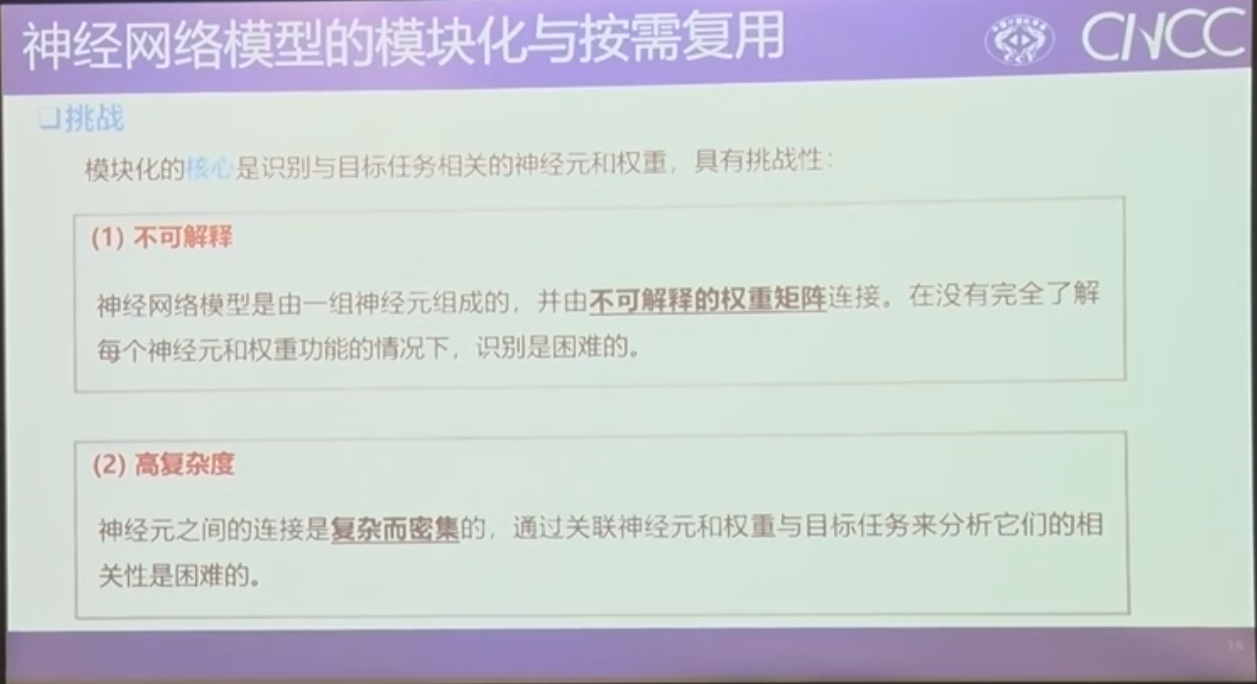 神经网络模型的模块化与按需复用
CCF
CNCC
❑挑战
模块化的核心是识别与目标任务相关的神经元和权重，具有挑战性：
(1) 不可解释
神经网络模型是由一组神经元组成的，并由不可解释的权重矩阵连接。在没有完全了解
每个神经元和权重功能的情况下，识别是困难的。
(2) 高复杂度
神经元之间的连接是复杂而密集的，通过关联神经元和权重与目标任务来分析它们的相
关性是困难的。
16